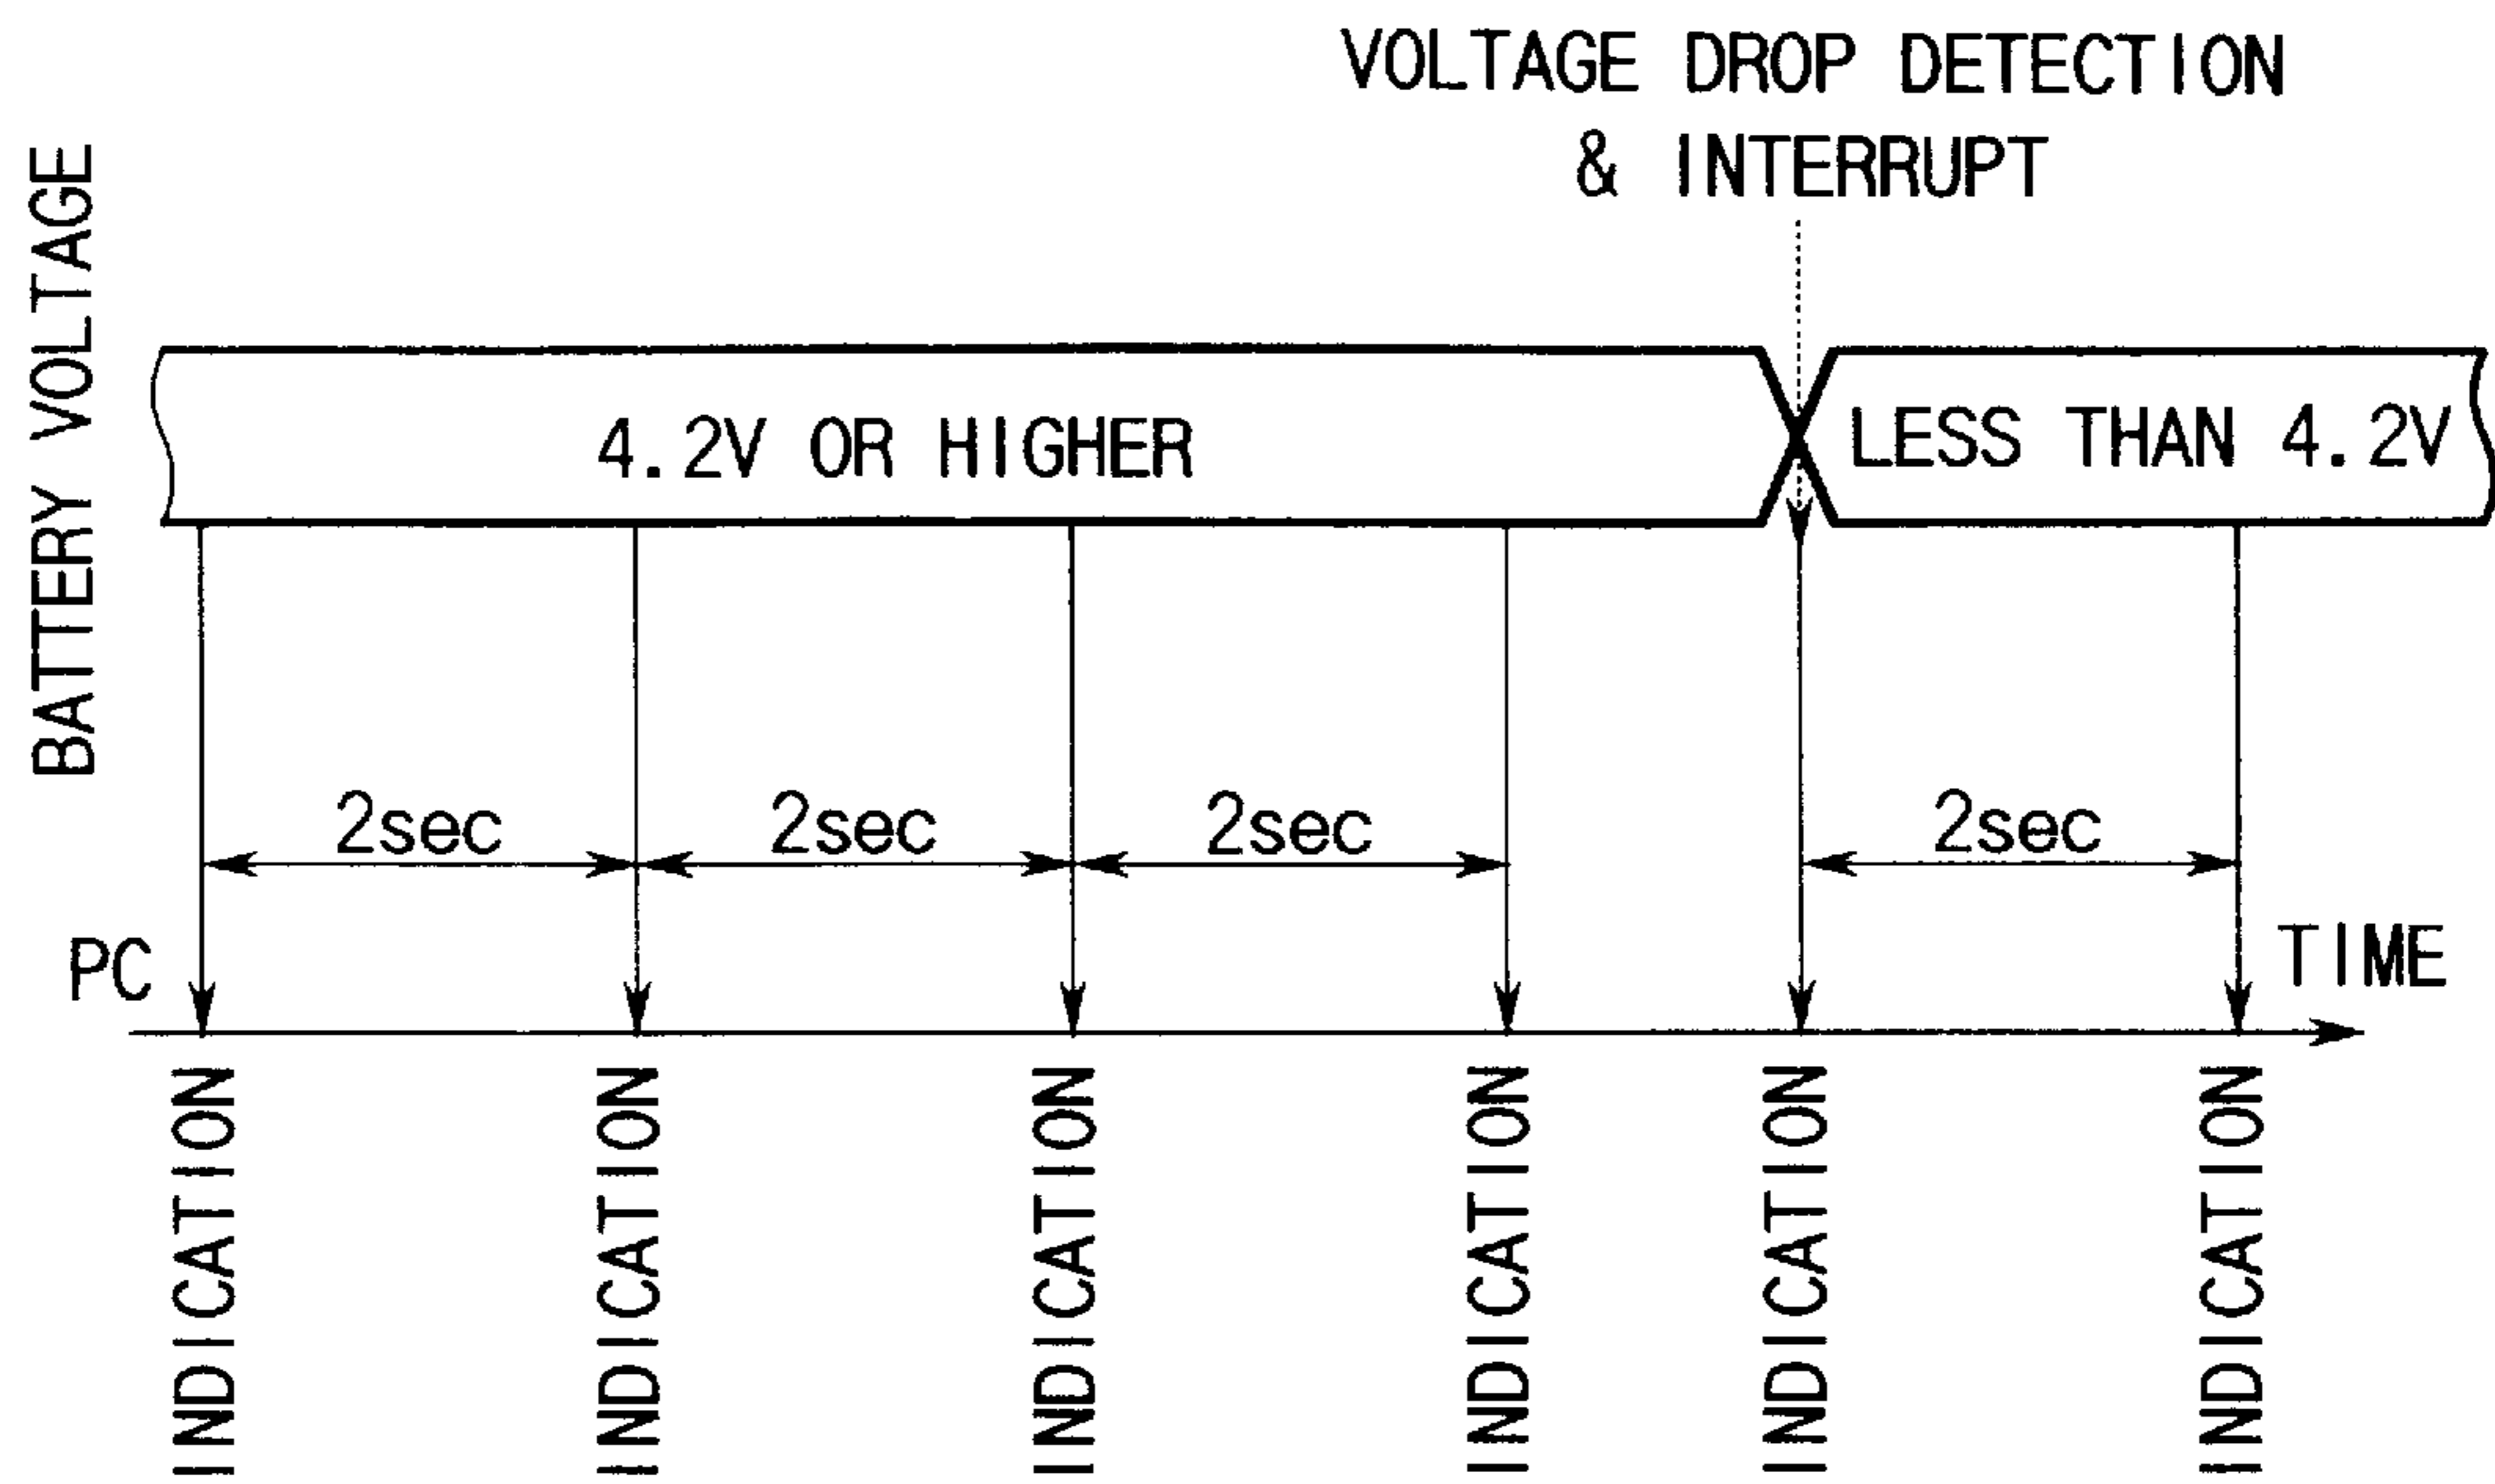 VOLTAGE DROP DETECTION
& INTERRUPT
BATTERY VOLTAGE
4.2V OR HIGHER
LESS THAN 4.2V
2sec
2sec
2sec
2sec
PC
TIME
INDICATION
INDICATION
INDICATION
INDICATION
INDICATION
INDICATION